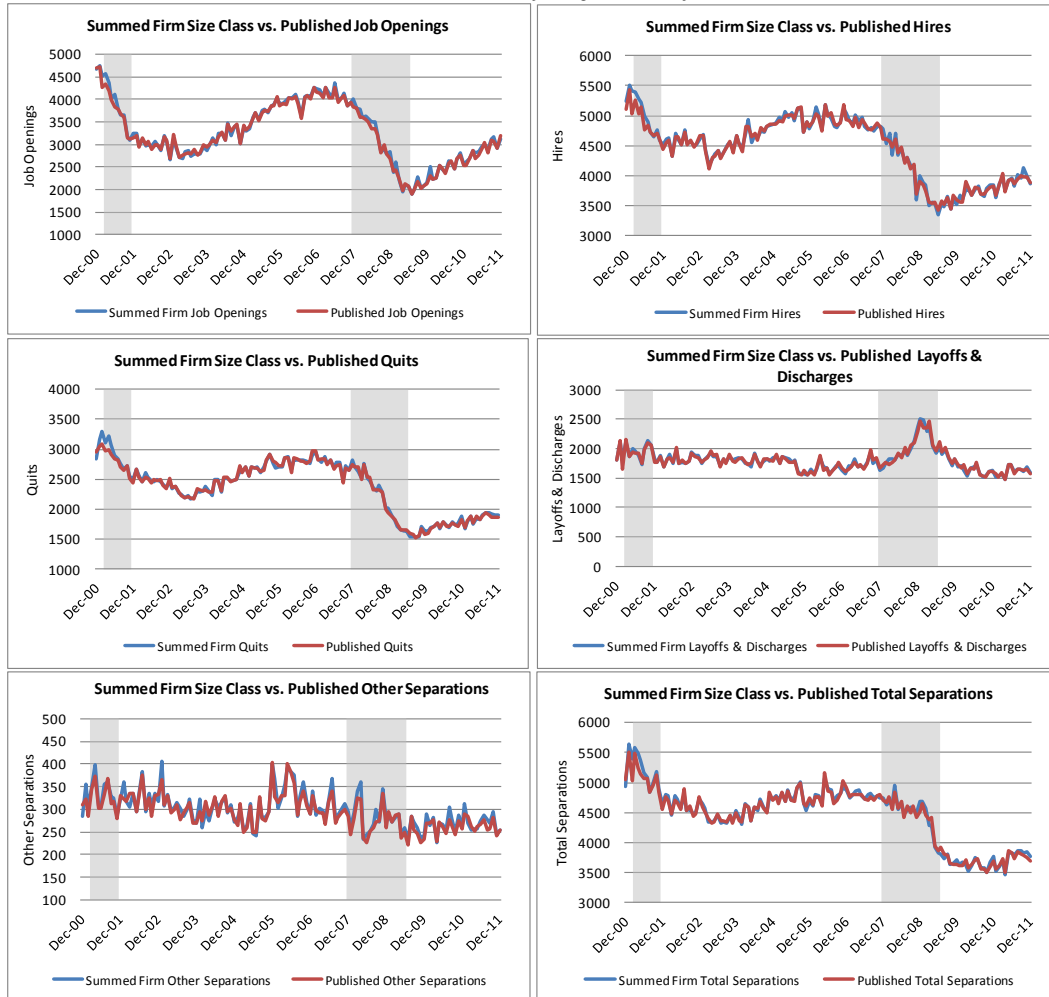 Summed Firm Size Class vs. Published Job Openings
Job Openings
5000
4500
4000
3500
3000
2500
2000
1500
1000
Dec-00
Dec-01
Dec-02
Dec-03
Dec-04
Dec-05
Dec-06
Dec-07
Dec-08
Dec-09
Dec-10
Dec-11
Summed Firm Job Openings
Published Job Openings
Summed Firm Size Class vs. Published Hires
Hires
6000
5500
5000
4500
4000
3500
3000
Dec-00
Dec-01
Dec-02
Dec-03
Dec-04
Dec-05
Dec-06
Dec-07
Dec-08
Dec-09
Dec-10
Dec-11
Summed Firm Hires
Published Hires
Summed Firm Size Class vs. Published Quits
Quits
4000
3500
3000
2500
2000
1500
1000
Dec-00
Dec-01
Dec-02
Dec-03
Dec-04
Dec-05
Dec-06
Dec-07
Dec-08
Dec-09
Dec-10
Dec-11
Summed Firm Quits
Published Quits
Summed Firm Size Class vs. Published Layoffs &
Discharges
Layoffs & Discharges
3000
2500
2000
1500
1000
500
0
Dec-00
Dec-01
Dec-02
Dec-03
Dec-04
Dec-05
Dec-06
Dec-07
Dec-08
Dec-09
Dec-10
Dec-11
Summed Firm Layoffs & Discharges
Published Layoffs & Discharges
Summed Firm Size Class vs. Published Other Separations
Other Separations
500
450
400
350
300
250
200
150
100
Dec-00
Dec-01
Dec-02
Dec-03
Dec-04
Dec-05
Dec-06
Dec-07
Dec-08
Dec-09
Dec-10
Dec-11
Summed Firm Other Separations
Published Other Separations
Summed Firm Size Class vs. Published Total Separations
Total Separations
6000
5500
5000
4500
4000
3500
3000
Dec-00
Dec-01
Dec-02
Dec-03
Dec-04
Dec-05
Dec-06
Dec-07
Dec-08
Dec-09
Dec-10
Dec-11
Summed Firm Total Separations
Published Total Separations